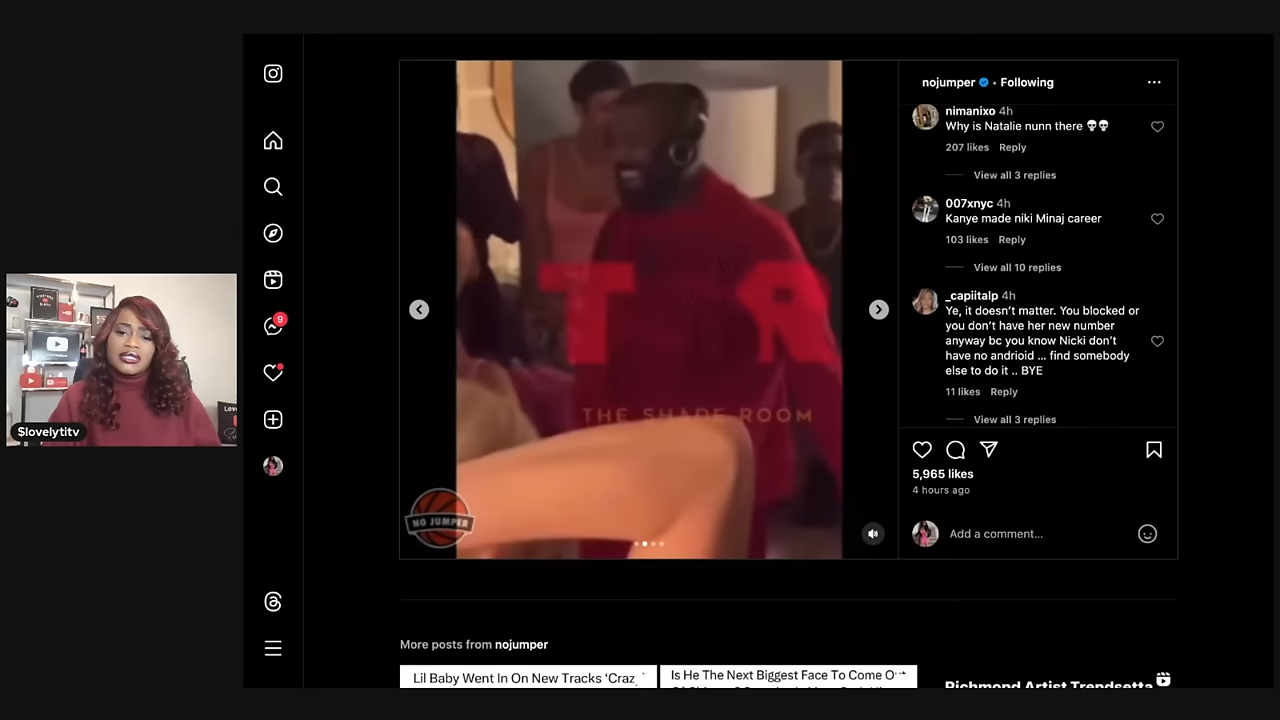 nojumper • Following
nimanixo 4h
Why is Natalie nunn there 💀💀
207 likes Reply
View all 3 replies
007xnyc 4h
Kanye made niki Minaj career
103 likes Reply
View all 10 replies
_capiitalp 4h
Ye, it doesn't matter. You blocked or
you don't have her new number
anyway bc you know Nicki don't
have no andrioid ... find somebody
else to do it .. BYE
11 likes Reply
View all 3 replies
5,965 likes
4 hours ago
Add a comment...
9
$lovelytitv
T R
THE SHADE ROOM
NO JUMPER
More posts from nojumper
Lil Baby Went In On New Tracks 'Craz
Is He The Next Biggest Face To Come Out
Richmond Artist Trendsetta